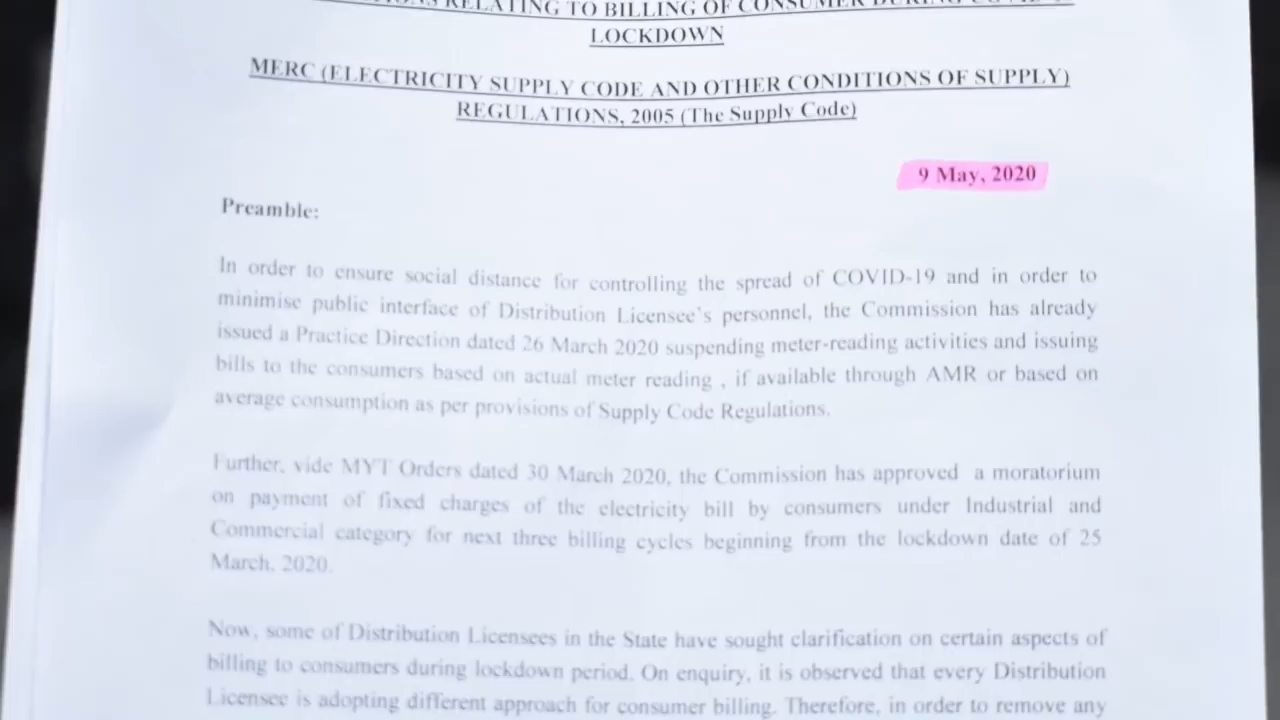 RELATING TO BILLING OF CONSUMER DURING
LOCKDOWN
MERC (ELECTRICITY SUPPLY CODE AND OTHER CONDITIONS OF SUPPLY)
REGULATIONS, 2005 (The Supply Code)
9 May, 2020
Preamble:
In order to ensure social distance for controlling the spread of COVID-19 and in order to
minimise public interface of Distribution Licensee's personnel, the Commission has already
issued a Practice Direction dated 26 March 2020 suspending meter-reading activities and issuing
bills to the consumers based on actual meter reading , if available through AMR or based on
average consumption as per provisions of Supply Code Regulations.
Further, vide MYT Orders dated 30 March 2020, the Commission has approved a moratorium
on payment of fixed charges of the electricity bill by consumers under Industrial and
Commercial category for next three billing cycles beginning from the lockdown date of 25
March, 2020.
Now, some of Distribution Licensees in the State have sought clarification on certain aspects of
billing to consumers during lockdown period. On enquiry, it is observed that every Distribution
Licensee is adopting different approach for consumer billing. Therefore, in order to remove any